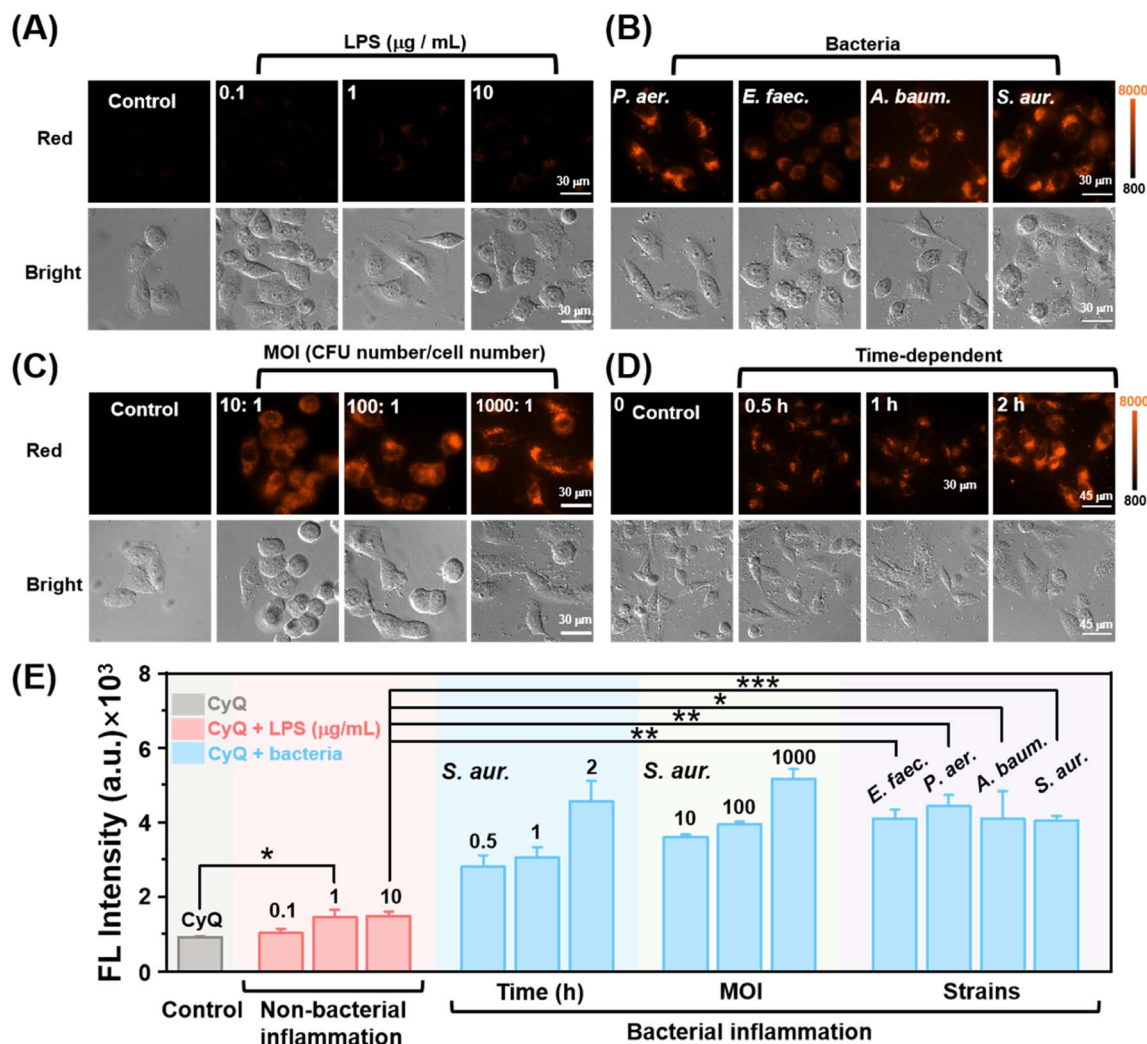 (A)
LPS (μg / mL)
Control
0.1
1
10
Red
30 μm
Bright
30 μm
(B)
Bacteria
P. aer.
E. faec.
A. baum.
S. aur.
8000
30 μm
800
30 μm
(C)
MOI (CFU number/cell number)
Control
10: 1
100: 1
1000: 1
Red
30 μm
Bright
30 μm
(D)
Time-dependent
0
Control
0.5 h
1 h
2 h
8000
30 μm
45 μm
800
45 μm
(E)
FL Intensity (a.u.)×10³
8
6
4
2
0
CyQ
CyQ + LPS (μg/mL)
CyQ + bacteria
***
*
**
**
*
CyQ
0.1
1
10
S. aur.
0.5
1
2
S. aur.
10
100
1000
E. faec.
P. aer.
A. baum.
S. aur.
Control
Non-bacterial
inflammation
Time (h)
MOI
Strains
Bacterial inflammation